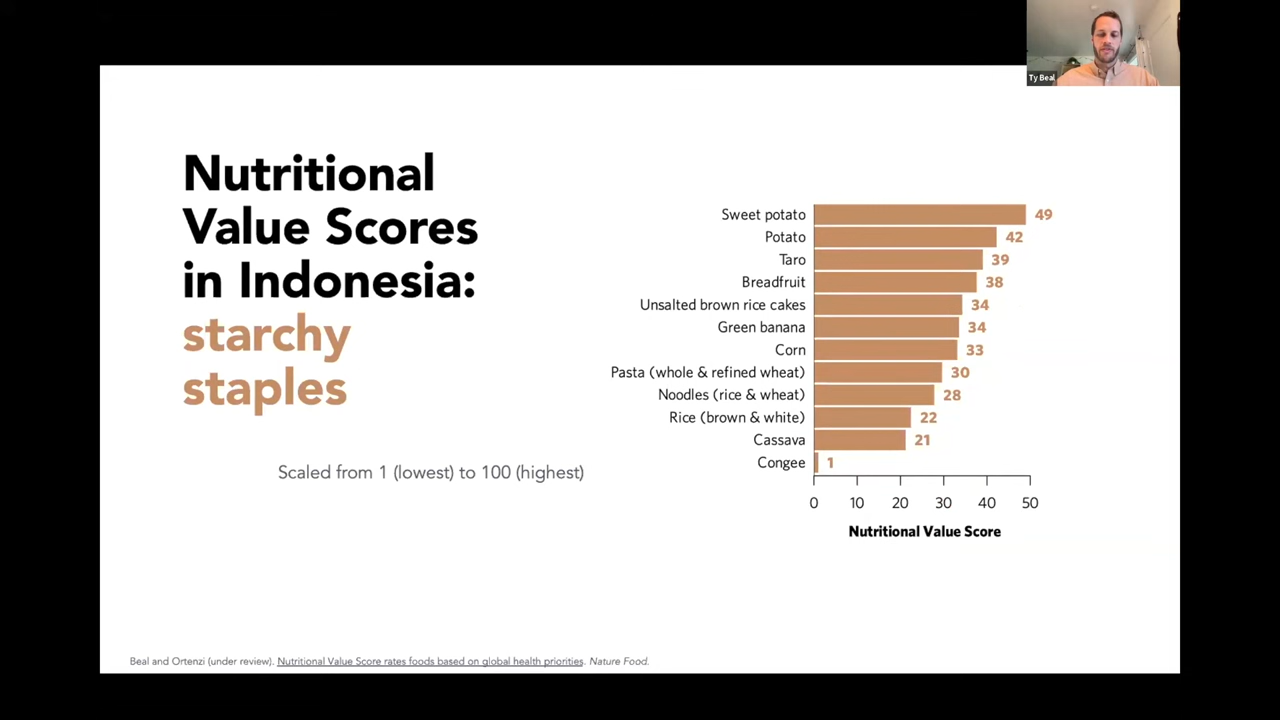 Ty Beal
Nutritional
Value Scores
in Indonesia:
starchy
staples
Scaled from 1 (lowest) to 100 (highest)
Sweet potato 49
Potato 42
Taro 39
Breadfruit 38
Unsalted brown rice cakes 34
Green banana 34
Corn 33
Pasta (whole & refined wheat) 30
Noodles (rice & wheat) 28
Rice (brown & white) 22
Cassava 21
Congee 1
0 10 20 30 40 50
Nutritional Value Score
Beal and Ortenzi (under review). Nutritional Value Score rates foods based on global health priorities. Nature Food.